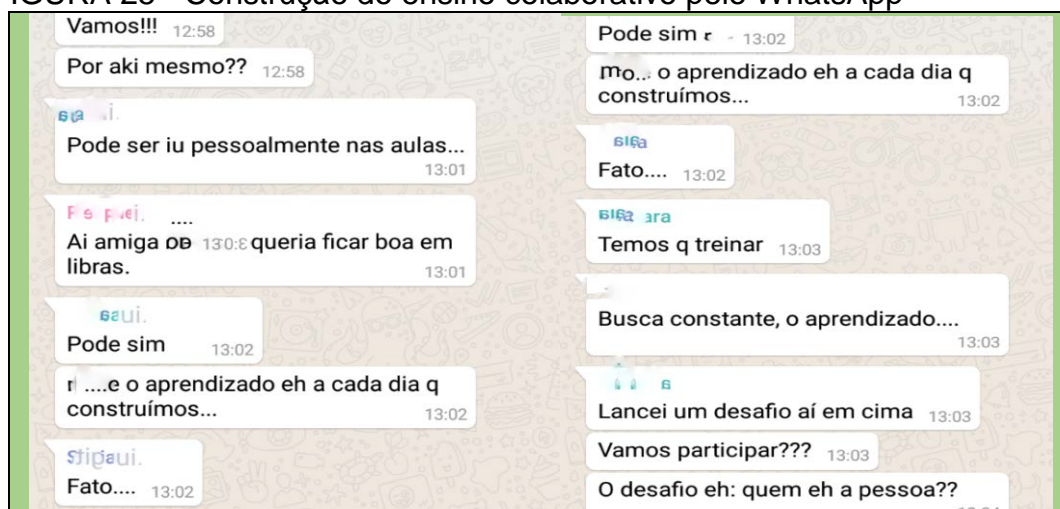 Construção do ensino colaborativo pelo WhatsApp
Vamos!!! 12:58
Por aki mesmo?? 12:58
Pode ser iu pessoalmente nas aulas...
13:01
Ai amiga queria ficar boa em
libras. 13:01
Pode sim 13:02
o aprendizado eh a cada dia q
construímos... 13:02
Fato.... 13:02
Pode sim 13:02
o aprendizado eh a cada dia q
construímos... 13:02
Fato.... 13:02
Temos q treinar 13:03
Busca constante, o aprendizado....
13:03
Lancei um desafio aí em cima 13:03
Vamos participar??? 13:03
O desafio eh: quem eh a pessoa??